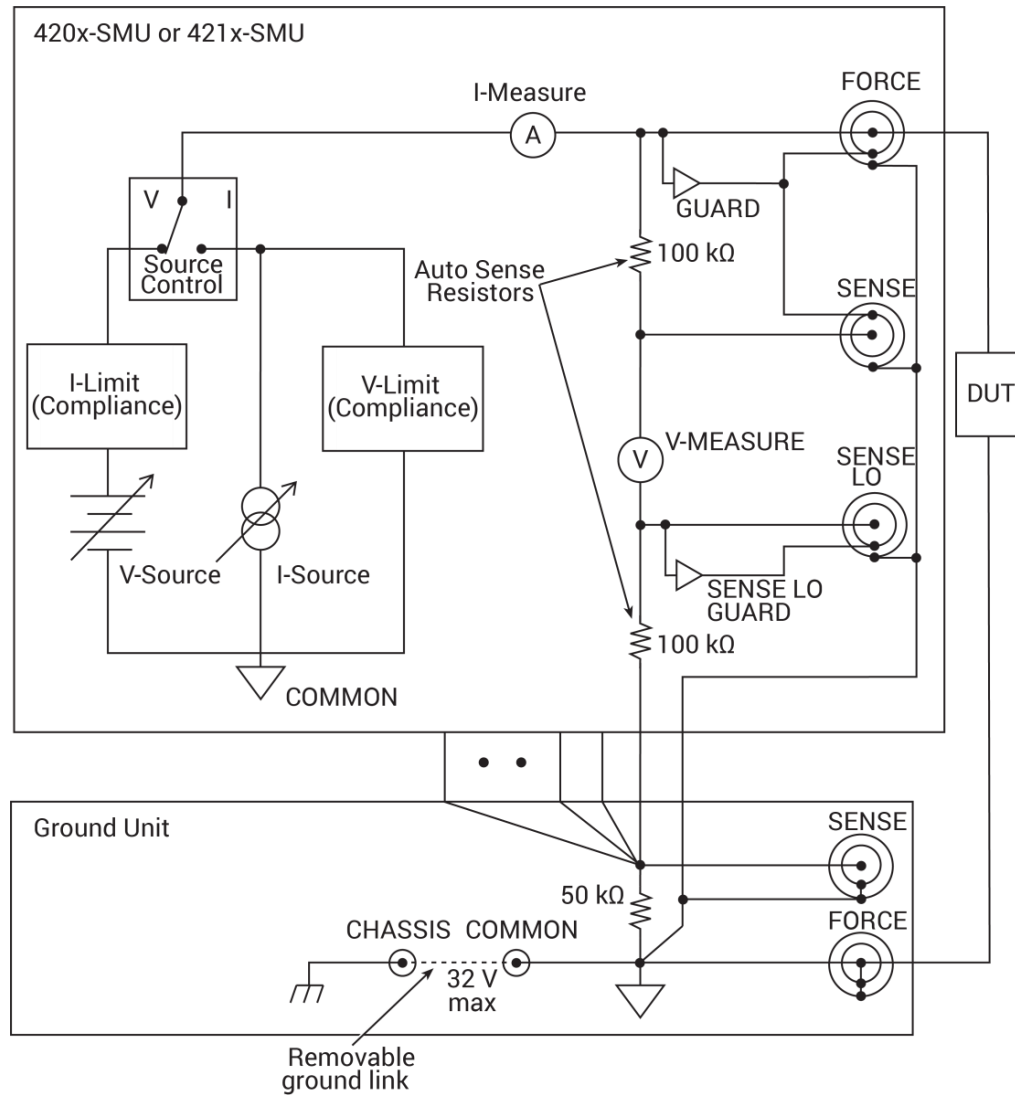 420x-SMU or 421x-SMU
I-Measure
A
FORCE
GUARD
V
I
Source
Control
100 kΩ
Auto Sense
Resistors
SENSE
I-Limit
(Compliance)
V-Limit
(Compliance)
DUT
V
V-MEASURE
SENSE
LO
V-Source
I-Source
SENSE LO
GUARD
100 kΩ
COMMON
Ground Unit
SENSE
50 kΩ
FORCE
CHASSIS
COMMON
32 V
max
Removable
ground link